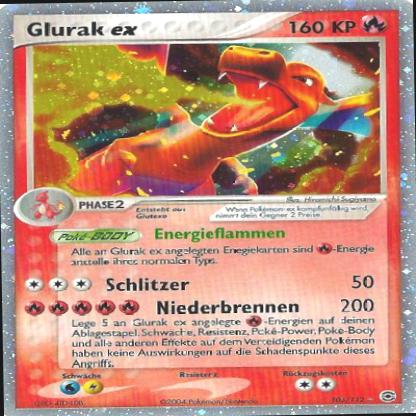 Glurak ex 160 KP
Illus. Hironobu Sugiyama
PHASE 2
Entsteht aus
Glutexo
Wenn Pokémon-ex kampfunfähig wird,
nimmt dein Gegner 2 Preise.
Poké-BODY Energieflammen
Alle an Glurak ex angelegten Energiekarten sind -Energie
anstelle ihres normalen Typs.
Schlitzer 50
Niederbrennen 200
Lege 5 an Glurak ex angelegte -Energien auf deinen
Ablagestapel. Schwäche, Resistenz, Poké-Power, Poké-Body
und alle anderen Effekte auf dem Verteidigenden Pokémon
haben keine Auswirkungen auf die Schadenspunkte dieses
Angriffs.
Schwäche Resistenz Rückzugskosten
©2004 Pokémon/Nintendo